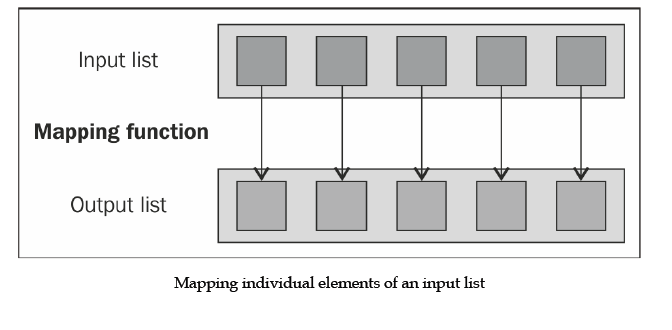 Input list
Mapping function
Output list
Mapping individual elements of an input list